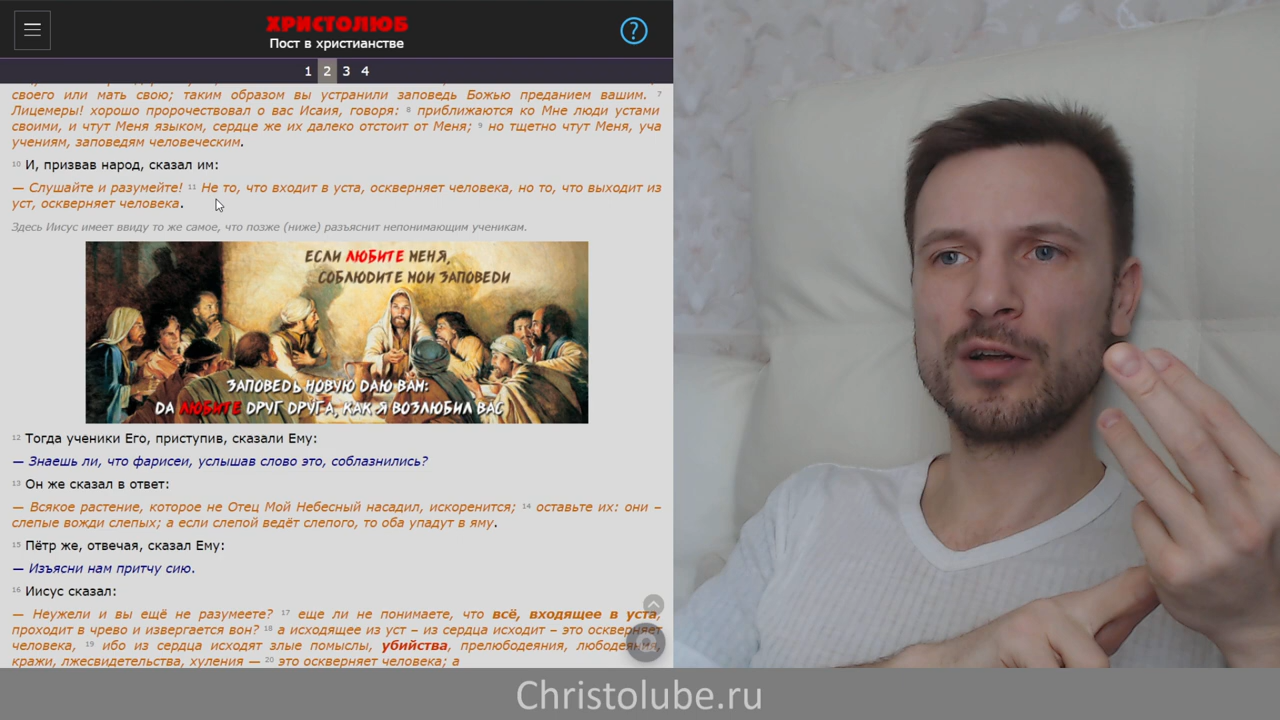 ХРИСТОЛЮБ
Пост в христианстве
?
1 2 3 4
своего или мать свою; таким образом вы устранили заповедь Божью преданием вашим. 7
Лицемеры! хорошо пророчествовал о вас Исаия, говоря: 8 приближаются ко Мне люди устами
своими, и чтут Меня языком, сердце же их далеко отстоит от Меня; 9 но тщетно чтут Меня, уча
учениям, заповедям человеческим.
10 И, призвав народ, сказал им:
— Слушайте и разумейте! 11 Не то, что входит в уста, оскверняет человека, но то, что выходит из
уст, оскверняет человека.
Здесь Иисус имеет ввиду то же самое, что позже (ниже) разъяснит непонимающим ученикам.
ЕСЛИ ЛЮБИТЕ МЕНЯ,
СОБЛЮДИТЕ МОИ ЗАПОВЕДИ
ЗАПОВЕДЬ НОВУЮ ДАЮ ВАМ:
ДА ЛЮБИТЕ ДРУГ ДРУГА, КАК Я ВОЗЛЮБИЛ ВАС
12 Тогда ученики Его, приступив, сказали Ему:
— Знаешь ли, что фарисеи, услышав слово это, соблазнились?
13 Он же сказал в ответ:
— Всякое растение, которое не Отец Мой Небесный насадил, искоренится; 14 оставьте их: они –
слепые вожди слепых; а если слепой ведёт слепого, то оба упадут в яму.
15 Пётр же, отвечая, сказал Ему:
— Изъясни нам притчу сию.
16 Иисус сказал:
— Неужели и вы ещё не разумеете? 17 еще ли не понимаете, что всё, входящее в уста,
проходит в чрево и извергается вон? 18 а исходящее из уст – из сердца исходит – это оскверняет
человека, 19 ибо из сердца исходят злые помыслы, убийства, прелюбодеяния, любодеяния,
кражи, лжесвидетельства, хуления — 20 это оскверняет человека; а
Christolube.ru